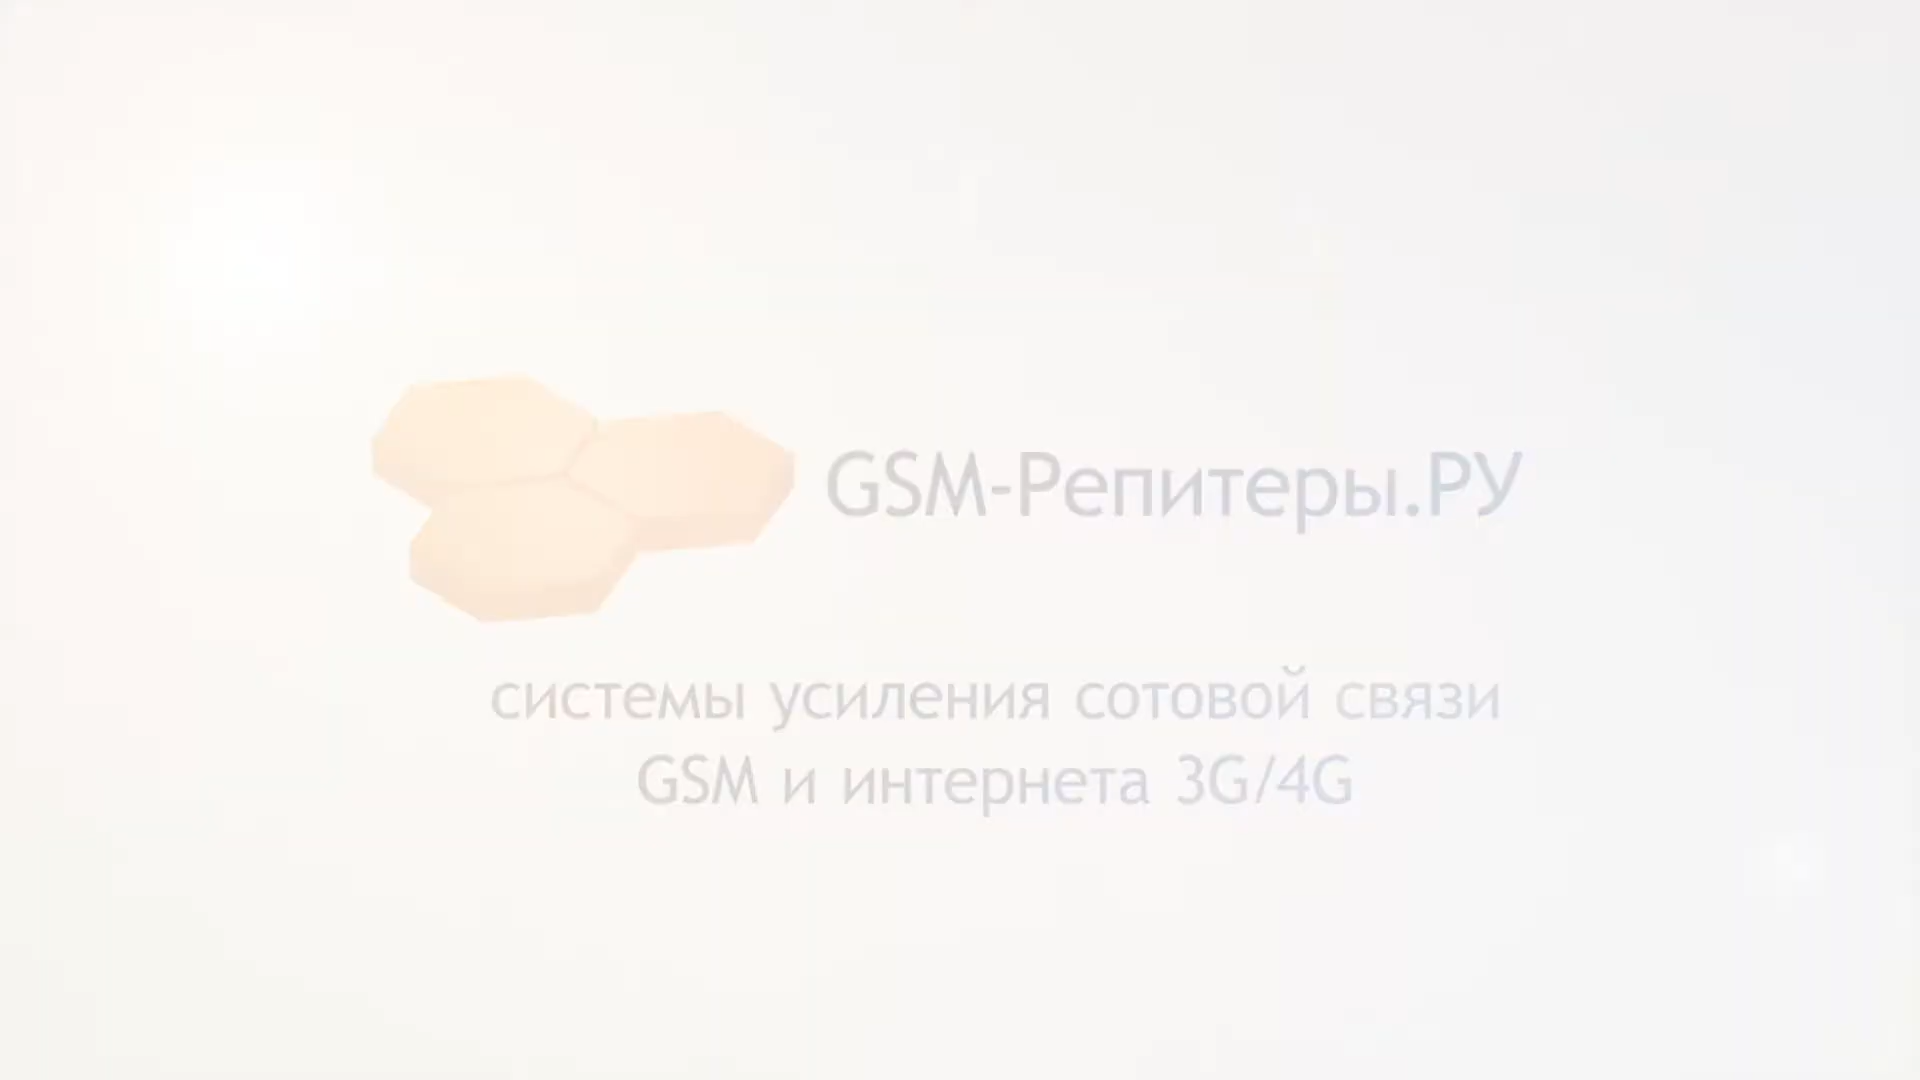 GSM-Репитеры.РУ
системы усиления сотовой связи
GSM и интернета 3G/4G